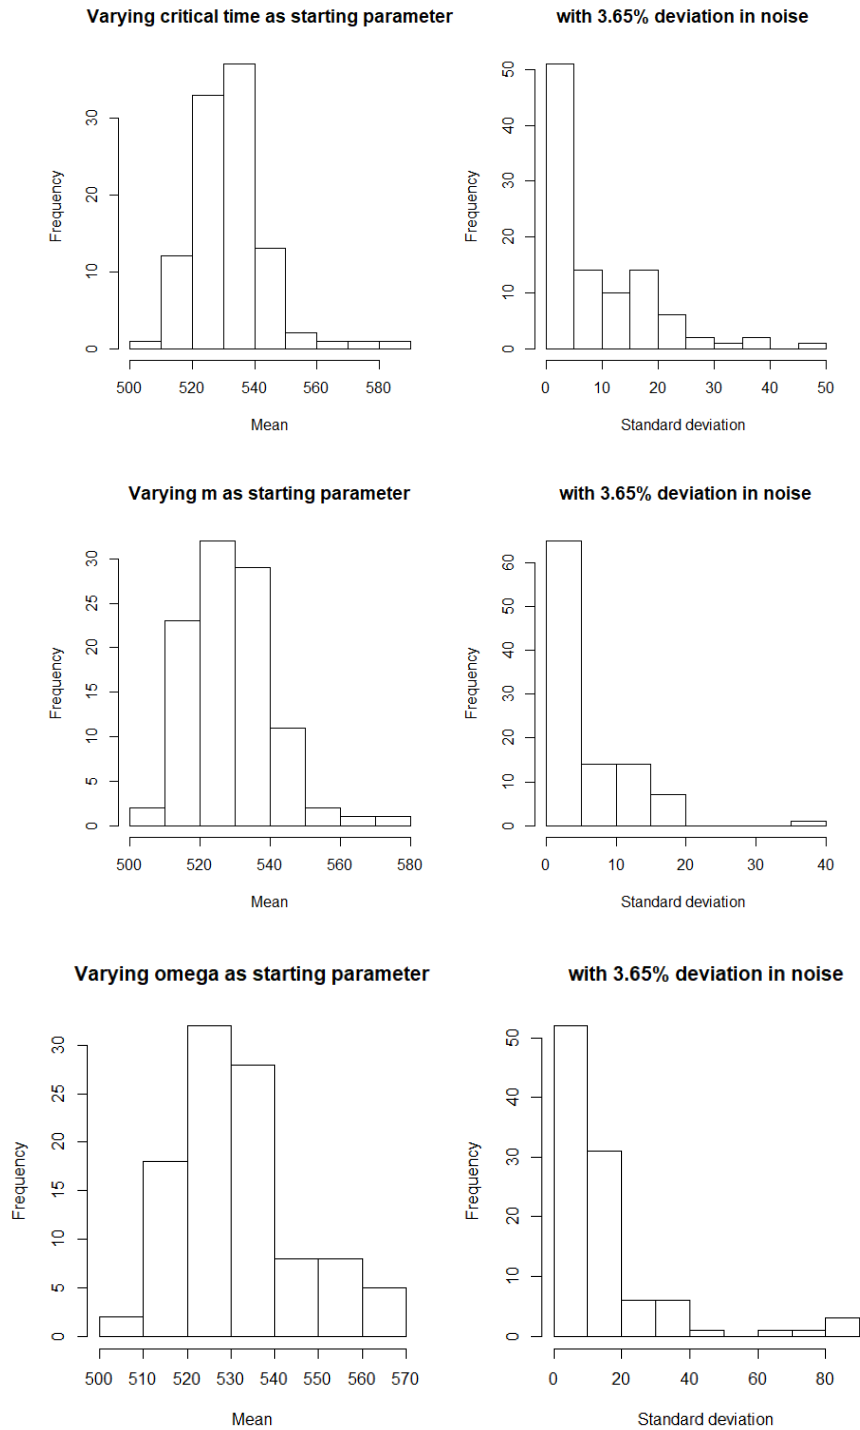 Varying critical time as starting parameter
with 3.65% deviation in noise
Frequency
0 10 20 30
500 520 540 560 580
Mean
Frequency
0 10 20 30 40 50
0 10 20 30 40 50
Standard deviation
Varying m as starting parameter
with 3.65% deviation in noise
Frequency
0 5 10 15 20 25 30
500 520 540 560 580
Mean
Frequency
0 10 20 30 40 50 60
0 10 20 30 40
Standard deviation
Varying omega as starting parameter
with 3.65% deviation in noise
Frequency
0 5 10 15 20 25 30
500 510 520 530 540 550 560 570
Mean
Frequency
0 10 20 30 40 50
0 20 40 60 80
Standard deviation